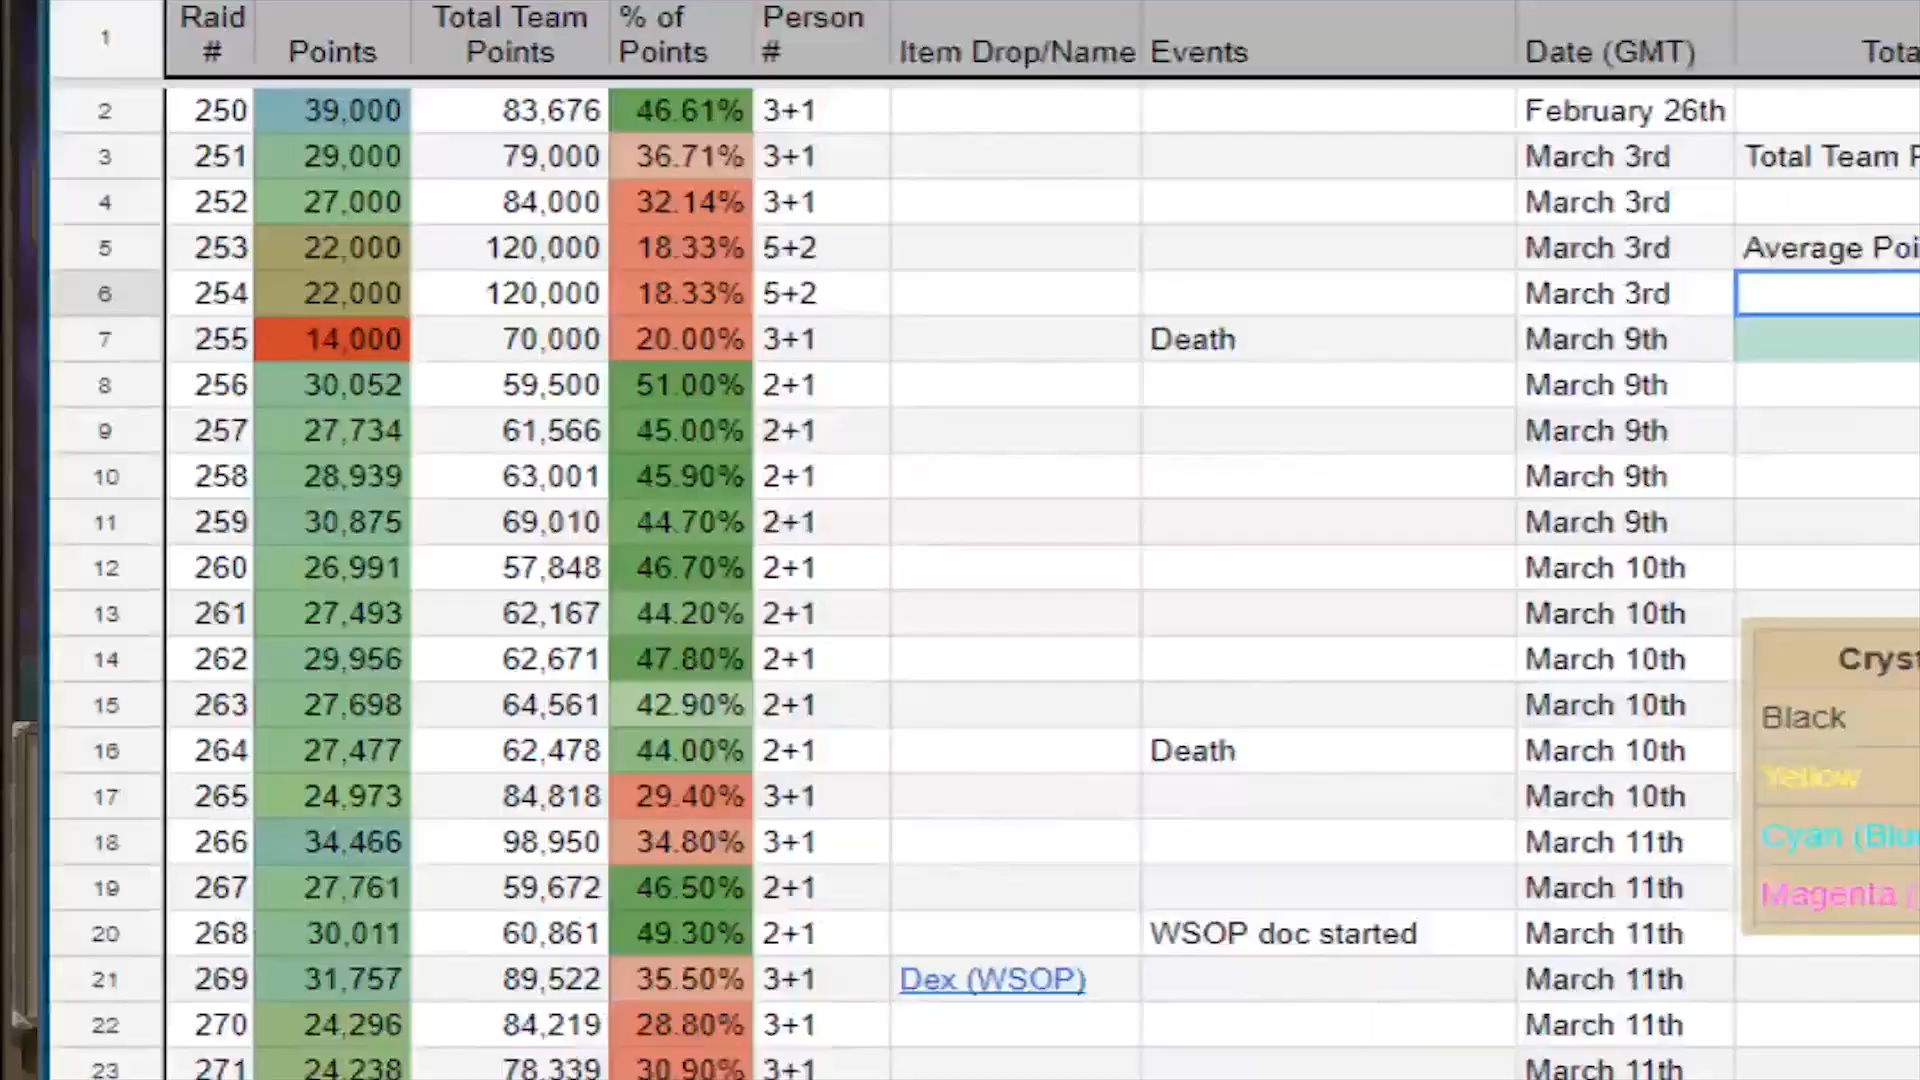 1 Raid # Points Total Team Points % of Points Person # Item Drop/Name Events Date (GMT)
2 250 39,000 83,676 46.61% 3+1 February 26th
3 251 29,000 79,000 36.71% 3+1 March 3rd Total Team
4 252 27,000 84,000 32.14% 3+1 March 3rd
5 253 22,000 120,000 18.33% 5+2 March 3rd Average
6 254 22,000 120,000 18.33% 5+2 March 3rd
7 255 14,000 70,000 20.00% 3+1 Death March 9th
8 256 30,052 59,500 51.00% 2+1 March 9th
9 257 27,734 61,566 45.00% 2+1 March 9th
10 258 28,939 63,001 45.90% 2+1 March 9th
11 259 30,875 69,010 44.70% 2+1 March 9th
12 260 26,991 57,848 46.70% 2+1 March 10th
13 261 27,493 62,167 44.20% 2+1 March 10th
14 262 29,956 62,671 47.80% 2+1 March 10th
15 263 27,698 64,561 42.90% 2+1 March 10th
16 264 27,477 62,478 44.00% 2+1 Death March 10th
17 265 24,973 84,818 29.40% 3+1 March 10th
18 266 34,466 98,950 34.80% 3+1 March 11th
19 267 27,761 59,672 46.50% 2+1 March 11th
20 268 30,011 60,861 49.30% 2+1 WSOP doc started March 11th
21 269 31,757 89,522 35.50% 3+1 Dex (WSOP) March 11th
22 270 24,296 84,219 28.80% 3+1 March 11th
23 271 24,238 78,339 30.90% 3+1 March 11th
Black
Yellow
Cyan
Magenta